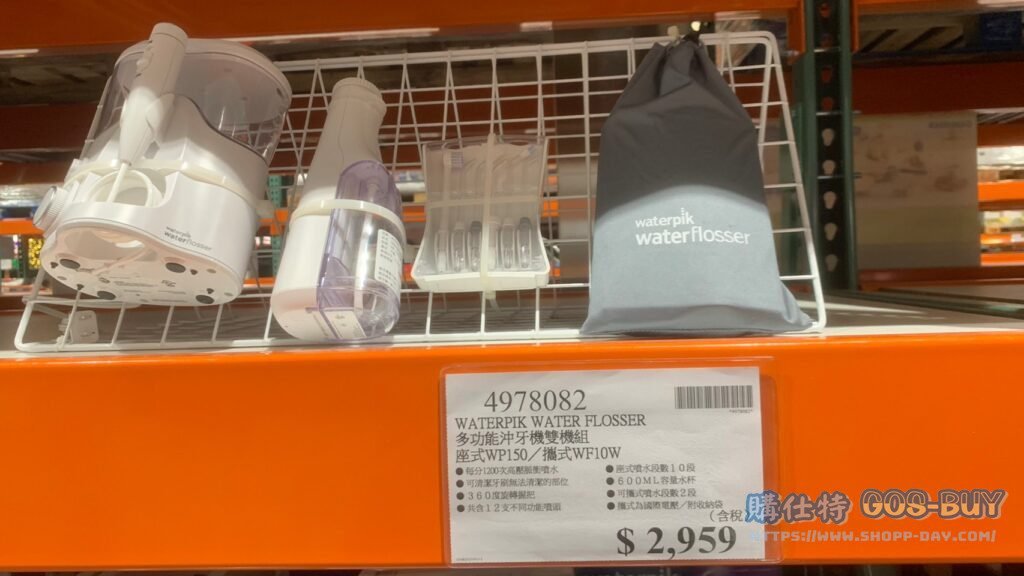 waterpik
waterflosser
waterpik
waterflosser
4978082
*4978082*
WATERPIK WATER FLOSSER
多功能沖牙機雙機組
座式WP150／攜式WF10W
●每分1200次高壓脈衝噴水
●可清潔牙刷無法清潔的部位
●360度旋轉握把
●共含12支不同功能噴頭
●座式噴水段數10段
●600ML容量水杯
●可攜式噴水段數2段
●攜式為國際電壓／附收納袋
(含稅)
$ 2,959
購仕特 GOS-BUY
HTTPS://WWW.SHOPP-DAY.COM/
waterpik